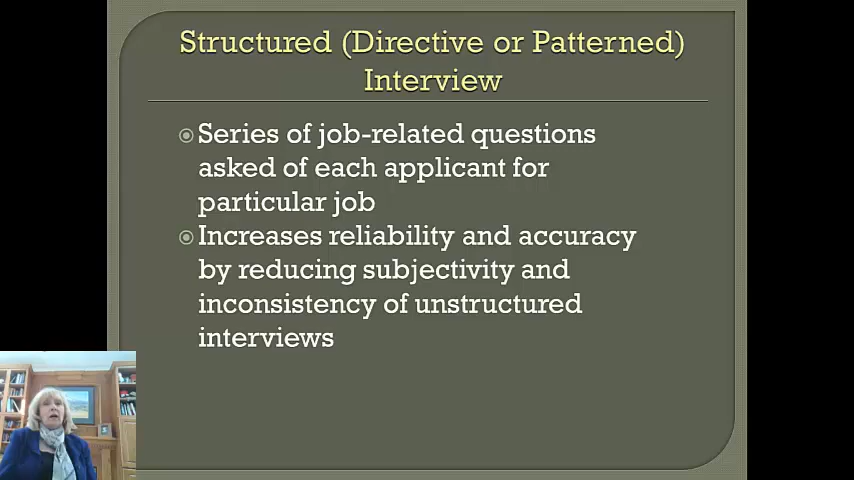 Structured (Directive or Patterned)
Interview
Series of job-related questions
asked of each applicant for
particular job
Increases reliability and accuracy
by reducing subjectivity and
inconsistency of unstructured
interviews